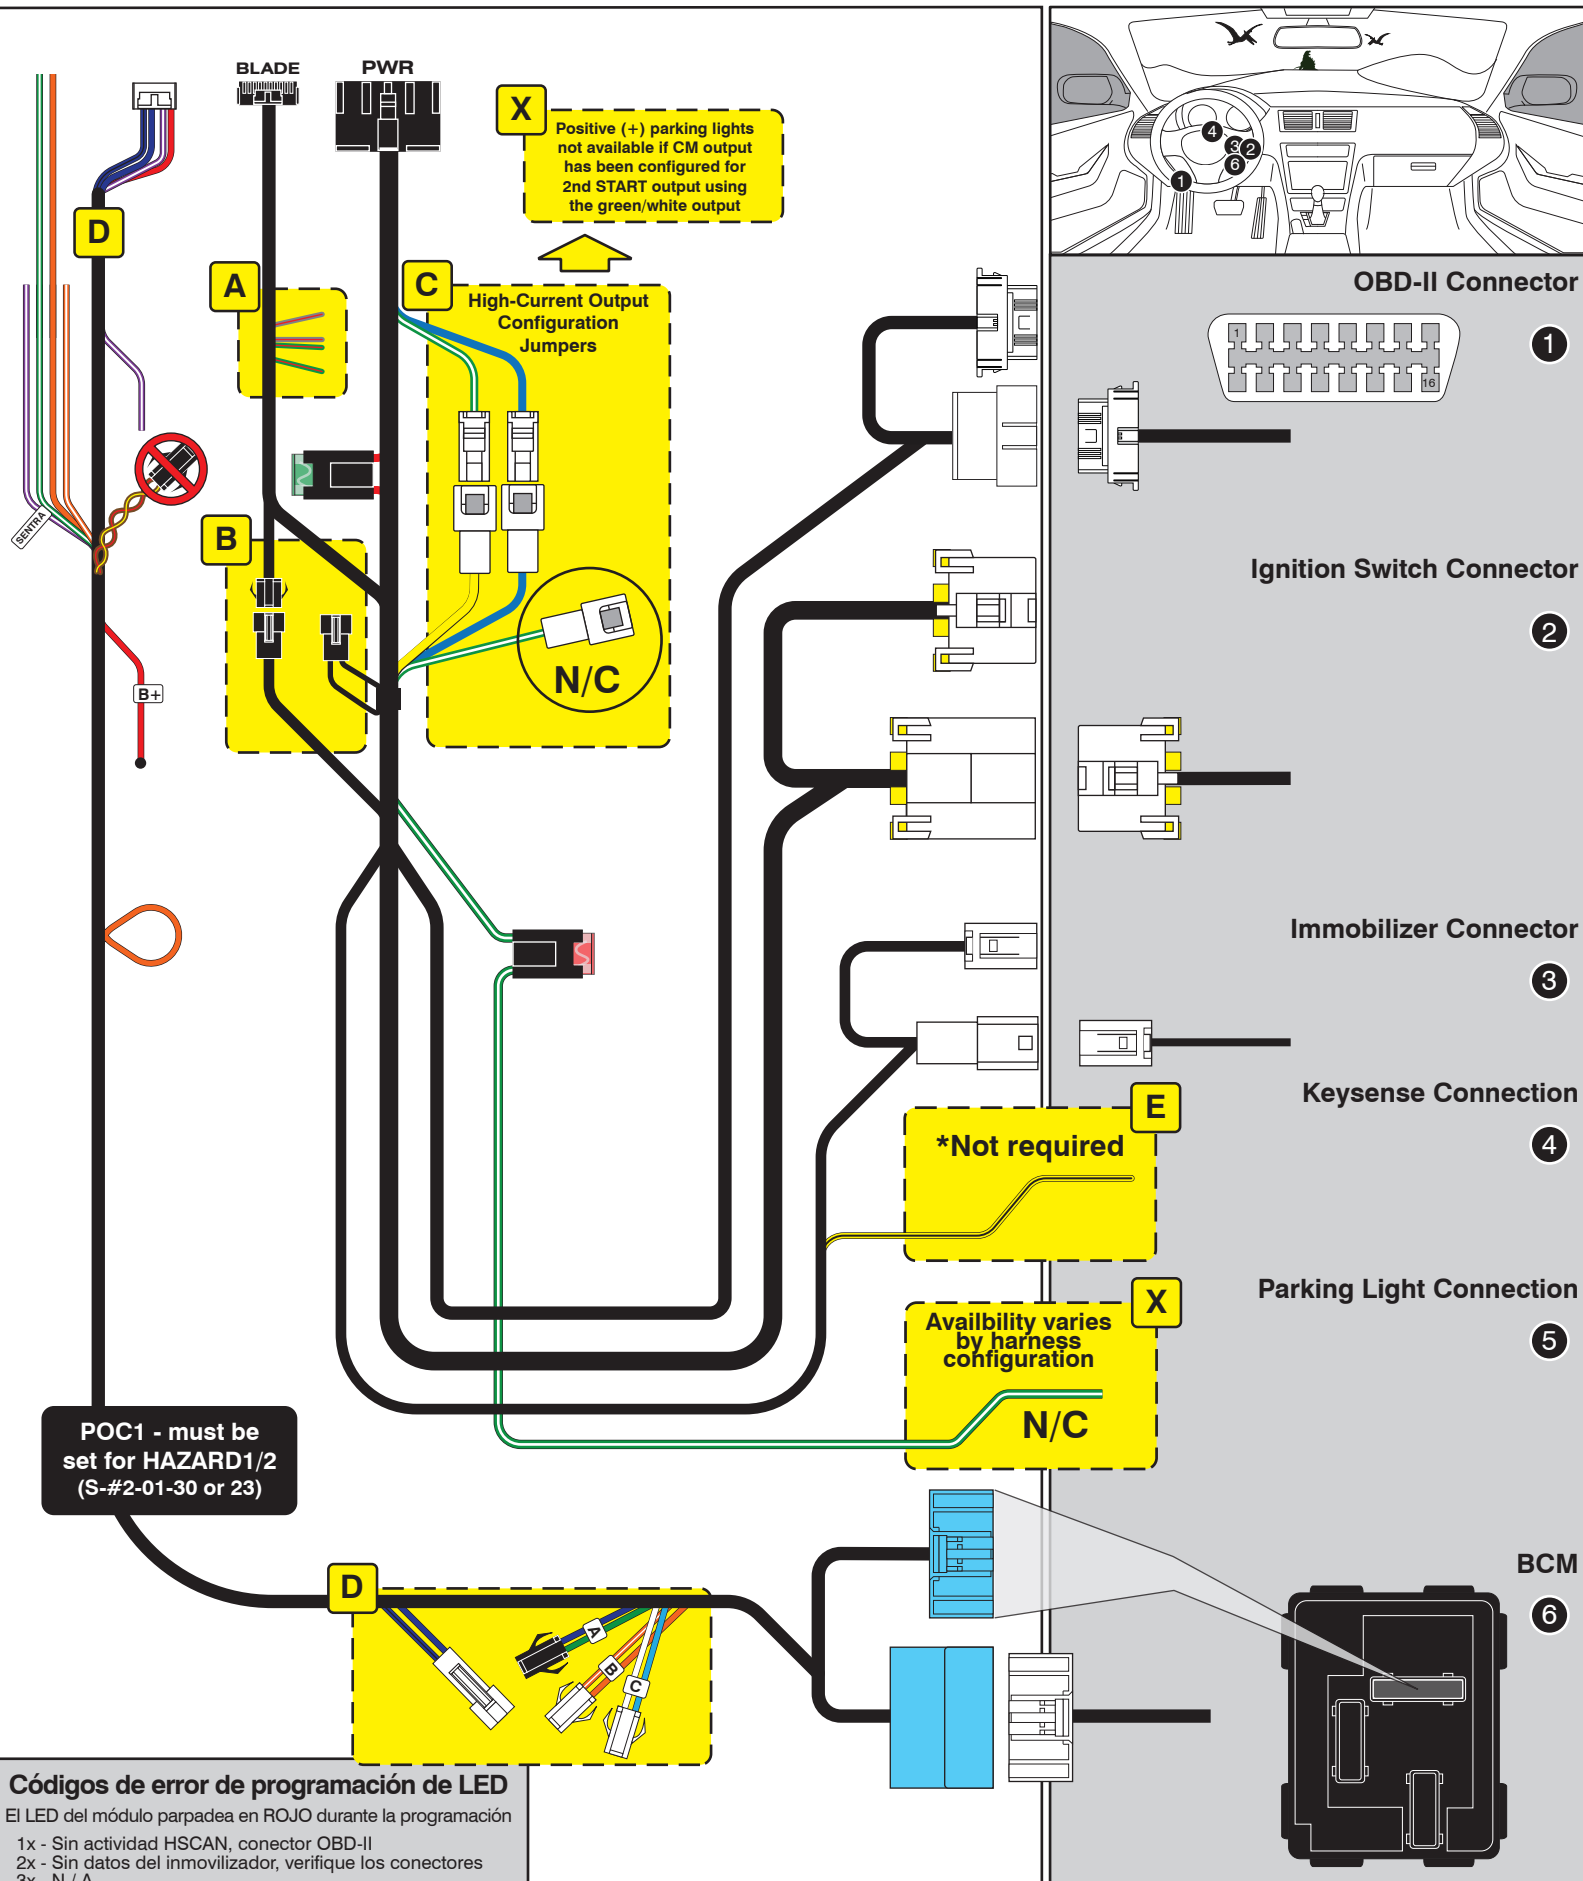 BLADE
PWR
X
Positive (+) parking lights
not available if CM output
has been configured for
2nd START output using
the green/white output
4
3
2
6
1
D
A
C
High-Current Output
Configuration
Jumpers
OBD-II Connector
1
1
16
SENTRA
B
Ignition Switch Connector
2
N/C
B+
Immobilizer Connector
3
Keysense Connection
4
E
*Not required
Parking Light Connection
5
X
Availbility varies
by harness
configuration
N/C
POC1 - must be
set for HAZARD1/2
(S-#2-01-30 or 23)
BCM
6
D
A
B
C
Códigos de error de programación de LED
El LED del módulo parpadea en ROJO durante la programación
1x - Sin actividad HSCAN, conector OBD-II
2x - Sin datos del inmovilizador, verifique los conectores
3x - N / A